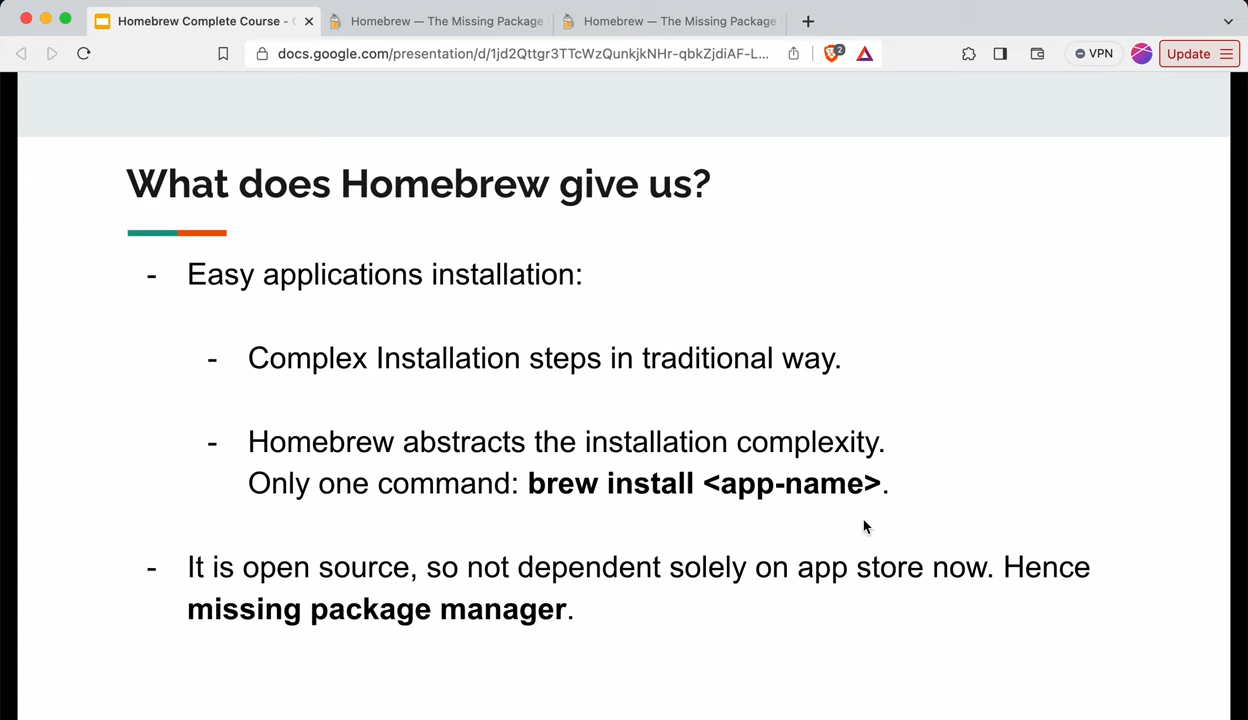 Homebrew Complete Course -
Homebrew — The Missing Package
Homebrew — The Missing Package
docs.google.com/presentation/d/1jd2Qttgr3TTcWzQunkjkNHr-qbkZjdiAF-L...
2
VPN
Update
What does Homebrew give us?
- Easy applications installation:
- Complex Installation steps in traditional way.
- Homebrew abstracts the installation complexity.
Only one command: brew install <app-name>.
- It is open source, so not dependent solely on app store now. Hence
missing package manager.